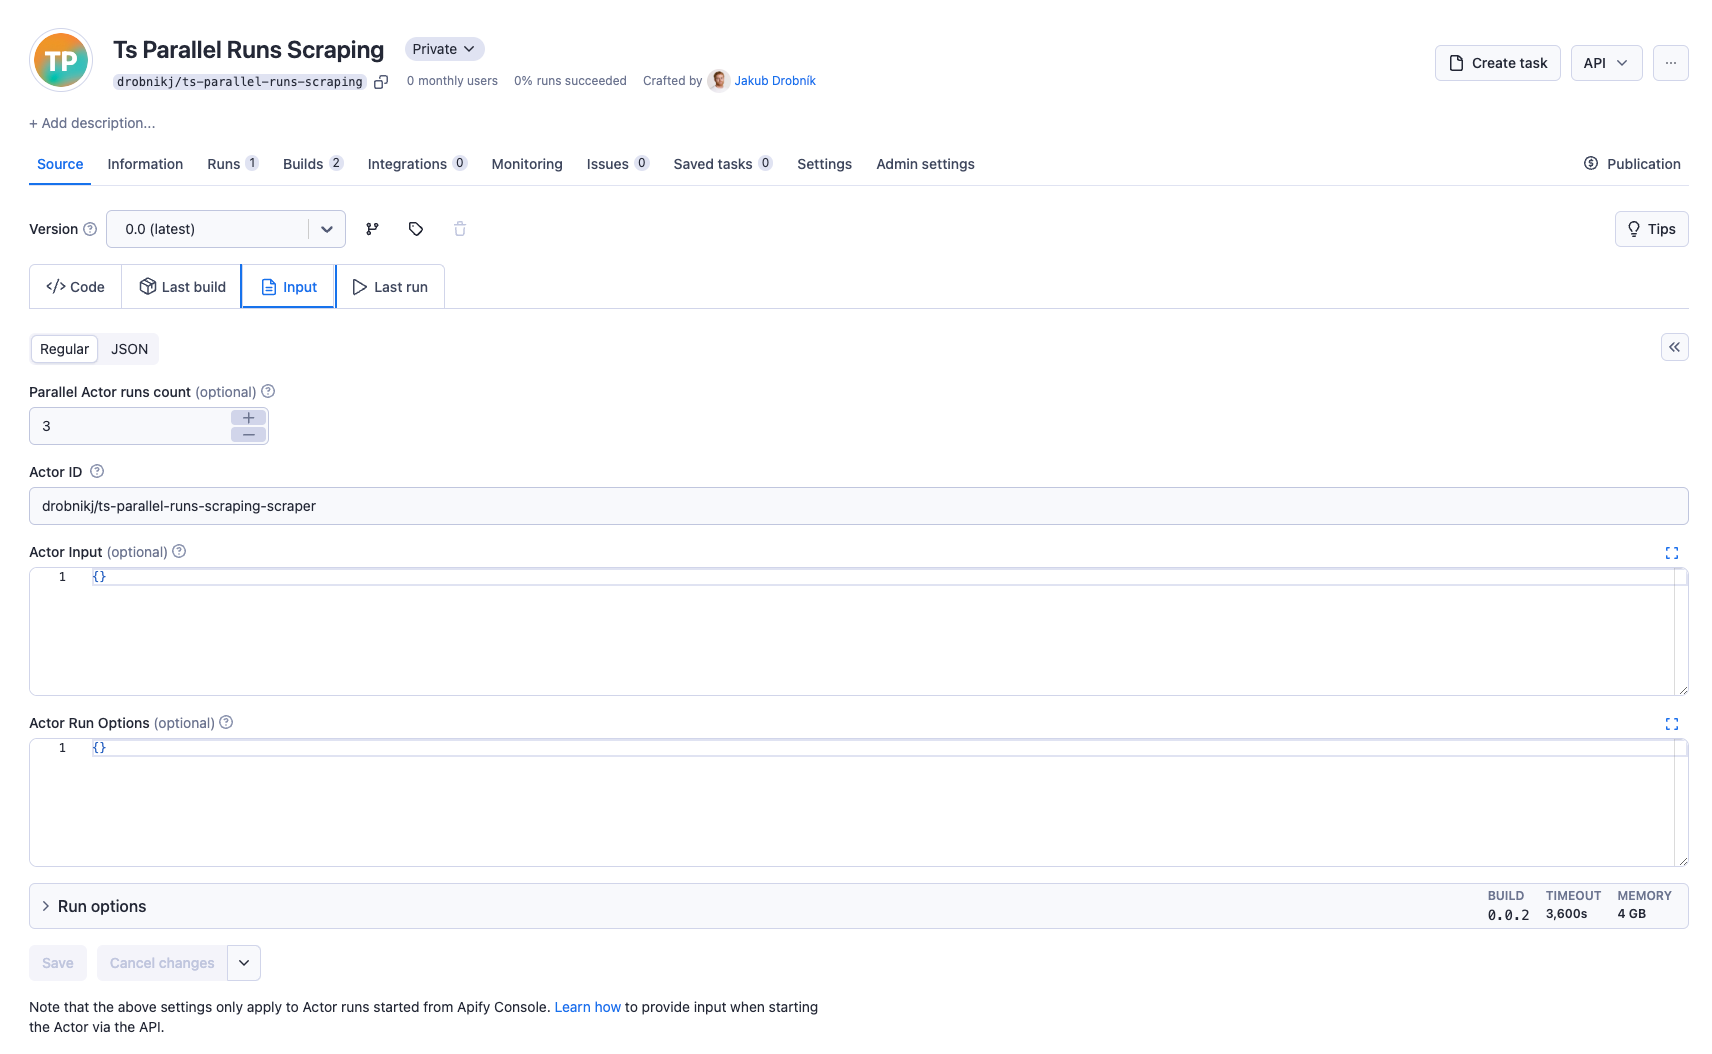 TP
Ts Parallel Runs Scraping
Private
drobnikj/ts-parallel-runs-scraping
0 monthly users
0% runs succeeded
Crafted by
Jakub Drobník
Create task
API
...
+ Add description...
Source
Information
Runs 1
Builds 2
Integrations 0
Monitoring
Issues 0
Saved tasks 0
Settings
Admin settings
Publication
Version
0.0 (latest)
Tips
</> Code
Last build
Input
Last run
Regular
JSON
Parallel Actor runs count (optional)
3
Actor ID
drobnikj/ts-parallel-runs-scraping-scraper
Actor Input (optional)
1 {}
Actor Run Options (optional)
1 {}
Run options
BUILD
0.0.2
TIMEOUT
3,600s
MEMORY
4 GB
Save
Cancel changes
Note that the above settings only apply to Actor runs started from Apify Console. Learn how to provide input when starting
the Actor via the API.